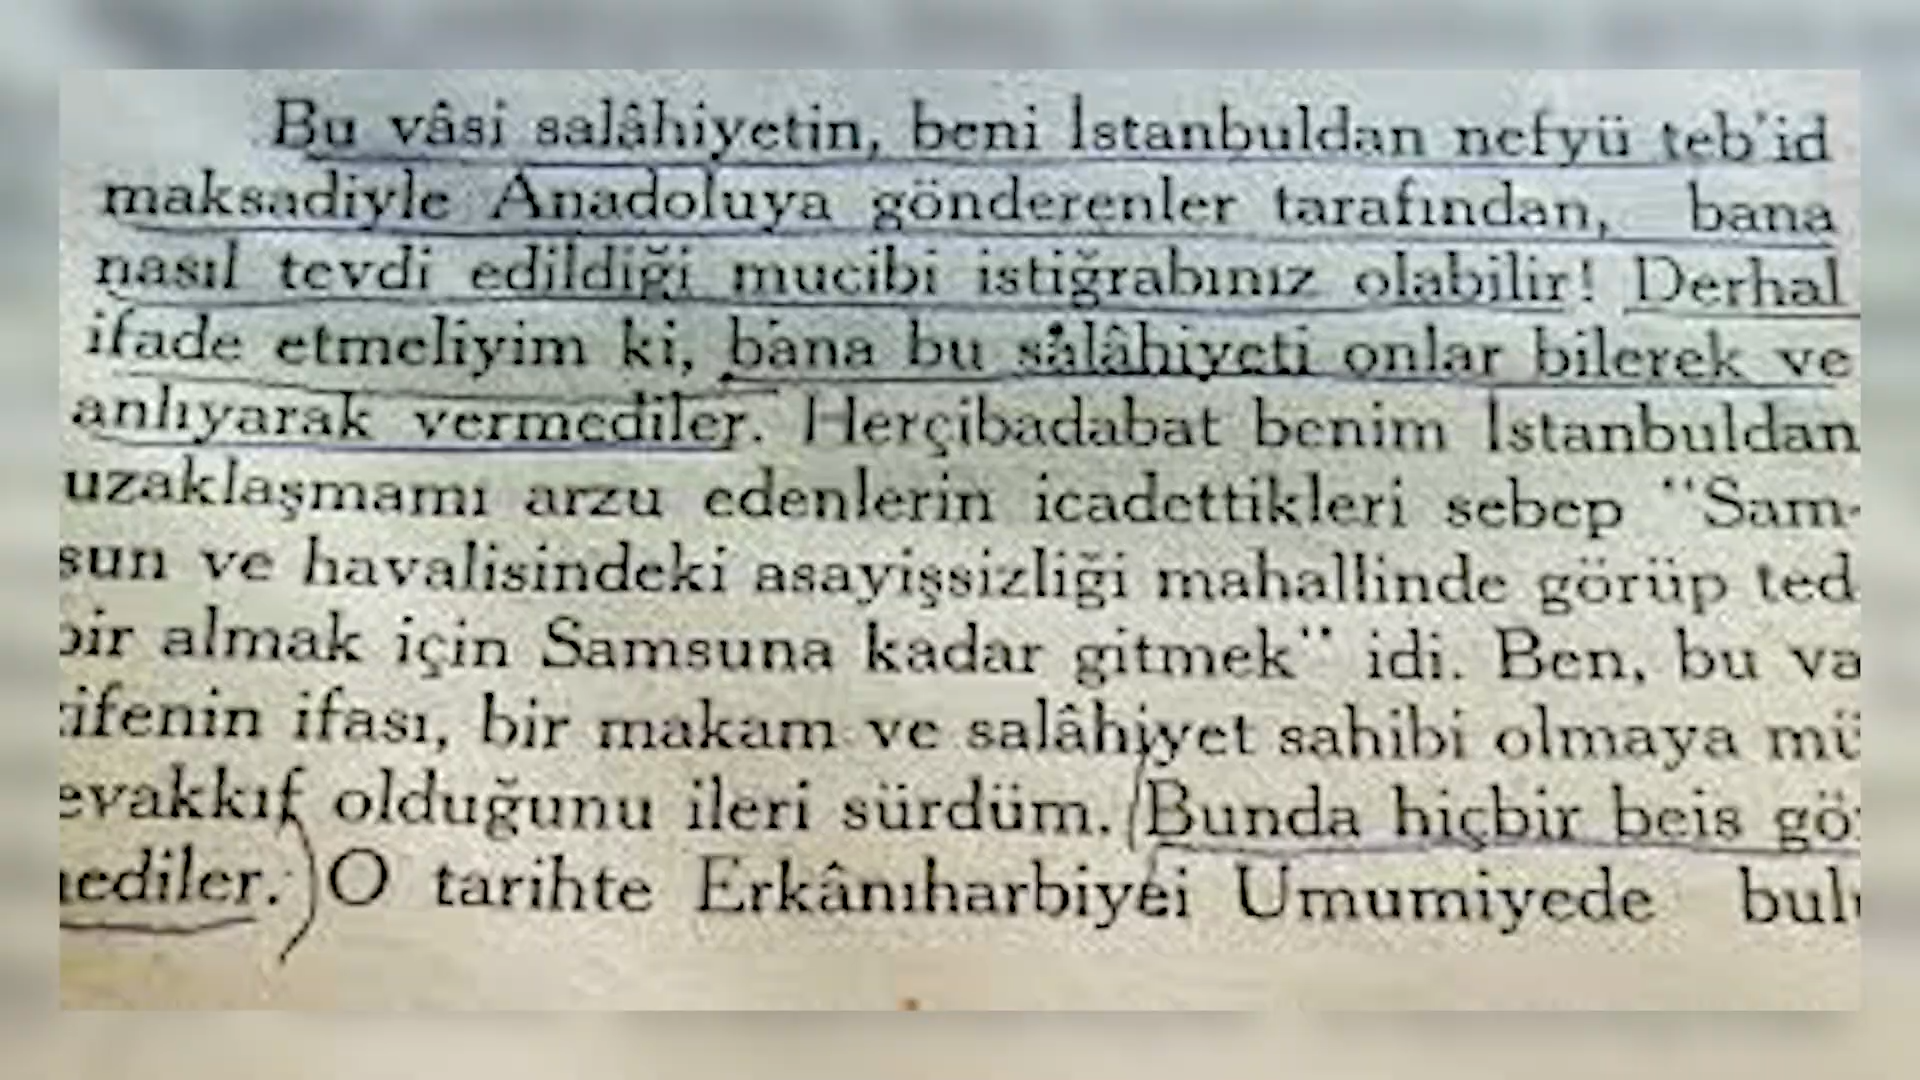 Bu vâsi salâhiyetin, beni İstanbuldan nefyü teb'id
maksadiyle Anadoluya gönderenler tarafından, bana
nasıl tevdi edildiği mucibi istiğrabınız olabilir! Derhal
ifade etmeliyim ki, bana bu salâhiyeti onlar bilerek ve
anlıyarak vermediler. Herçibadabat benim İstanbuldan
uzaklaşmamı arzu edenlerin icadettikleri sebep "Sam-
sun ve havalisindeki asayişsizliği mahallinde görüp ted
bir almak için Samsuna kadar gitmek" idi. Ben, bu va
ifenin ifası, bir makam ve salâhiyet sahibi olmaya mü
evakkıf olduğunu ileri sürdüm. Bunda hiçbir beis gö
mediler. O tarihte Erkânıharbiyei Umumiyede bulu